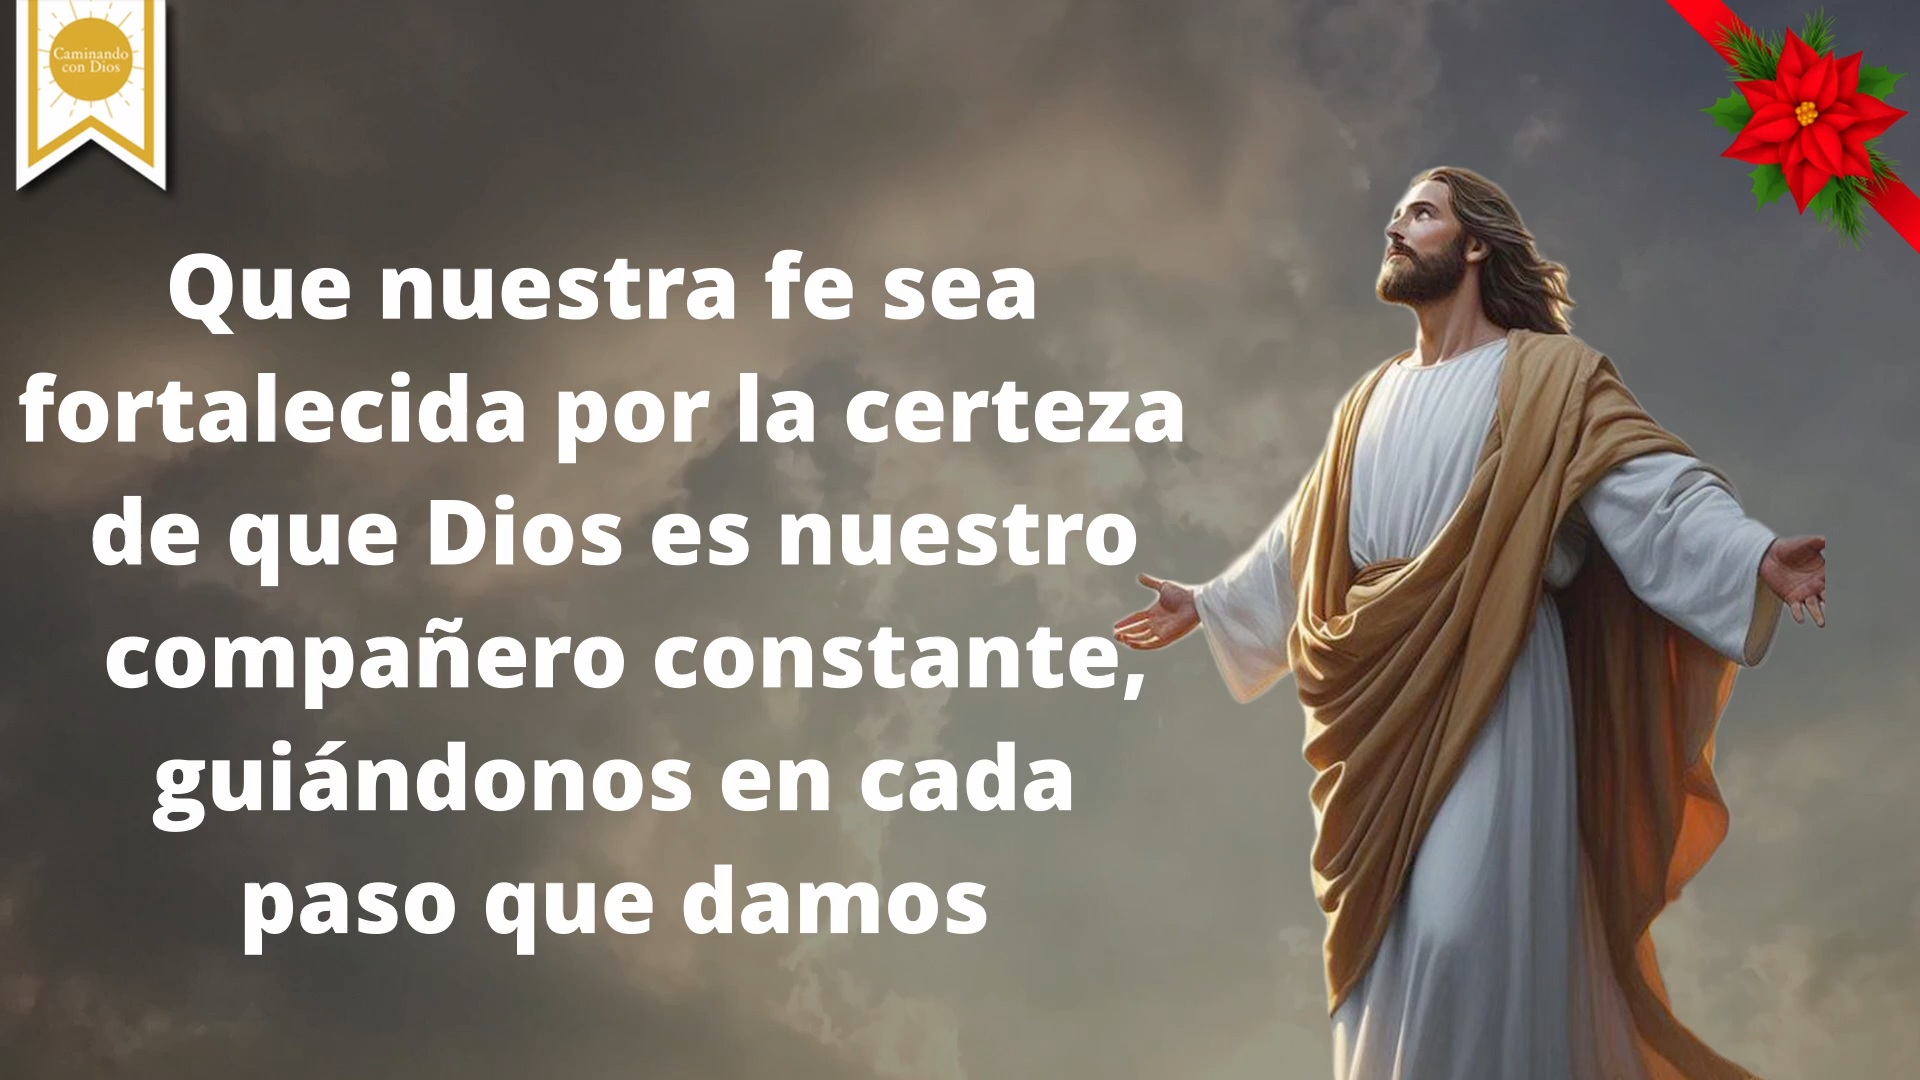 Caminando
con Dios
Que nuestra fe sea
fortalecida por la certeza
de que Dios es nuestro
compañero constante,
guiándonos en cada
paso que damos